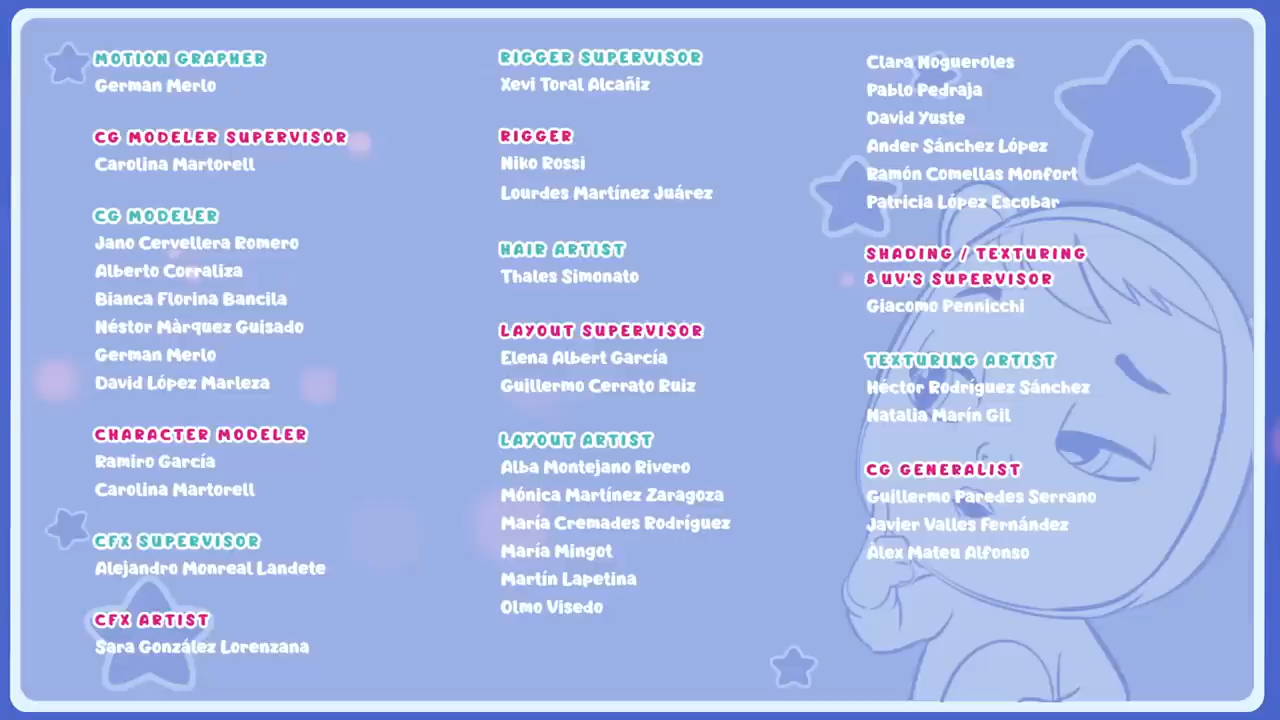 MOTION GRAPHER
German Merlo
CG MODELER SUPERVISOR
Carolina Martorell
CG MODELER
Jano Cervellera Romero
Alberto Corraliza
Bianca Florina Bancila
Néstor Màrquez Guisado
German Merlo
David López Marleza
CHARACTER MODELER
Ramiro García
Carolina Martorell
CFX SUPERVISOR
Alejandro Monreal Landete
CFX ARTIST
Sara González Lorenzana
RIGGER SUPERVISOR
Xevi Toral Alcañiz
RIGGER
Niko Rossi
Lourdes Martínez Juárez
HAIR ARTIST
Thales Simonato
LAYOUT SUPERVISOR
Elena Albert García
Guillermo Cerrato Ruiz
LAYOUT ARTIST
Alba Montejano Rivero
Mónica Martínez Zaragoza
María Cremades Rodríguez
María Mingot
Martín Lapetina
Olmo Visedo
Clara Nogueroles
Pablo Pedraja
David Yuste
Ander Sánchez López
Ramón Comellas Monfort
Patricia López Escobar
SHADING / TEXTURING
& UV'S SUPERVISOR
Giacomo Pennicchi
TEXTURING ARTIST
Héctor Rodríguez Sánchez
Natalia Marín Gil
CG GENERALIST
Guillermo Paredes Serrano
Javier Valles Fernández
Àlex Mateu Alfonso